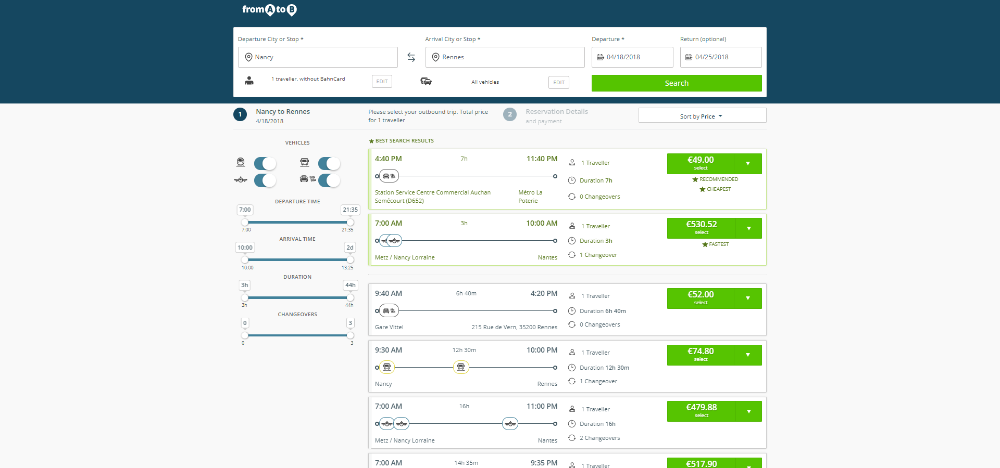 fromAtoB
Departure City or Stop *
Arrival City or Stop *
Departure *
Return (optional)
Nancy
Rennes
04/18/2018
04/25/2018
1 traveller, without BahnCard
EDIT
All vehicles
EDIT
Search
1
Nancy to Rennes
4/18/2018
Please select your outbound trip. Total price
for 1 traveller
2
Reservation Details
and payment
Sort by Price
VEHICLES
BlaBla
DEPARTURE TIME
7:00
21:35
7:00
21:35
ARRIVAL TIME
10:00
2d
10:00
13:25
DURATION
3h
44h
3h
44h
CHANGEOVERS
0
3
0
3
BEST SEARCH RESULTS
4:40 PM
7h
11:40 PM
BlaBla
Station Service Centre Commercial Auchan
Semécourt (D652)
Métro La
Poterie
1 Traveller
Duration 7h
0 Changeovers
€49.00
select
RECOMMENDED
CHEAPEST
7:00 AM
3h
10:00 AM
Metz / Nancy Lorraine
Nantes
1 Traveller
Duration 3h
1 Changeover
€530.52
select
FASTEST
9:40 AM
6h 40m
4:20 PM
BlaBla
Gare Vittel
215 Rue de Vern, 35200 Rennes
1 Traveller
Duration 6h 40m
0 Changeovers
€52.00
select
9:30 AM
12h 30m
10:00 PM
Nancy
Rennes
1 Traveller
Duration 12h 30m
1 Changeover
€74.80
select
7:00 AM
16h
11:00 PM
Metz / Nancy Lorraine
Nantes
1 Traveller
Duration 16h
2 Changeovers
€479.88
select
7:00 AM
14h 35m
9:35 PM
1 Traveller
€517.90